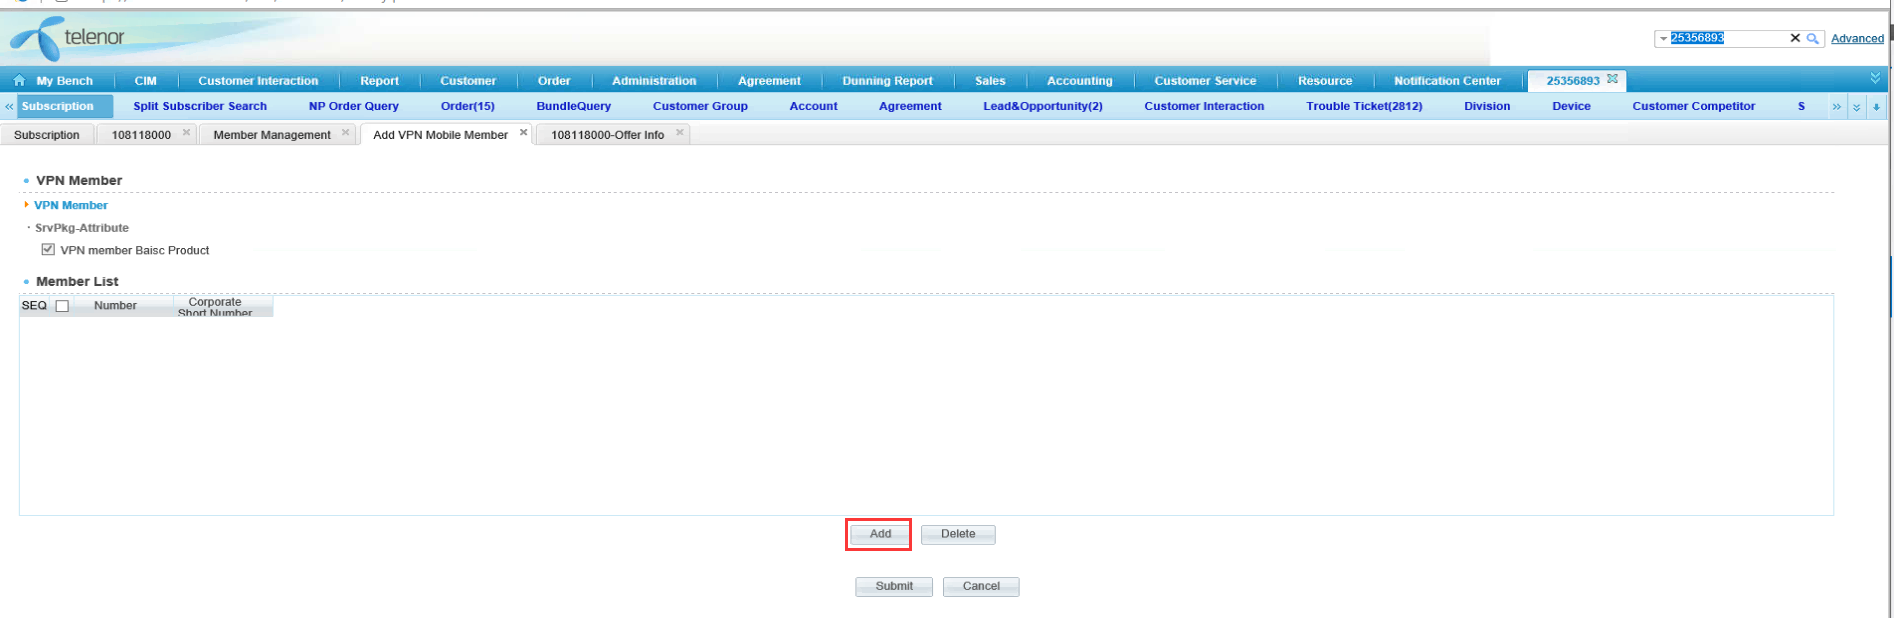 telenor
25356893 Advanced
My Bench CIM Customer Interaction Report Customer Order Administration Agreement Dunning Report Sales Accounting Customer Service Resource Notification Center 25356893
Subscription Split Subscriber Search NP Order Query Order(15) BundleQuery Customer Group Account Agreement Lead&Opportunity(2) Customer Interaction Trouble Ticket(2812) Division Device Customer Competitor S
Subscription 108118000 Member Management Add VPN Mobile Member 108118000-Offer Info
VPN Member
VPN Member
SrvPkg-Attribute
VPN member Baisc Product
Member List
SEQ Number Corporate
Short Number
Add Delete
Submit Cancel